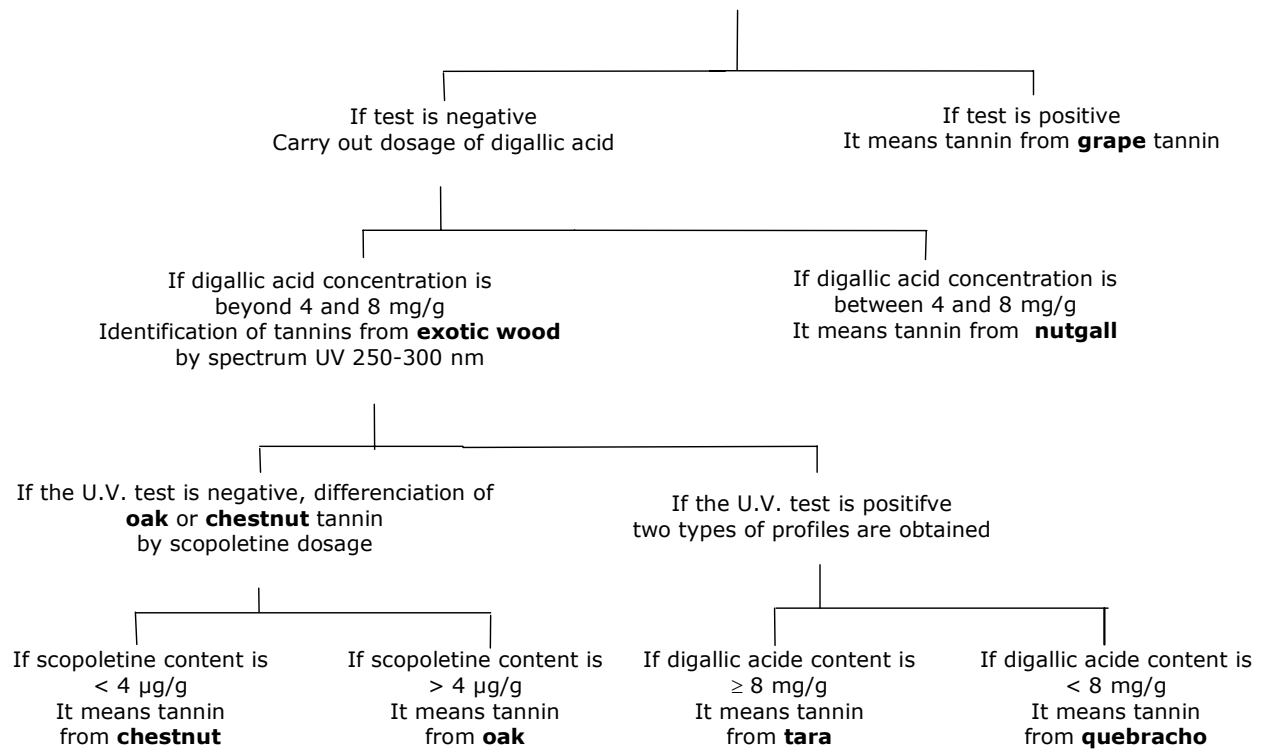 If test is negative
Carry out dosage of digallic acid
If test is positive
It means tannin from grape tannin
If digallic acid concentration is
beyond 4 and 8 mg/g
Identification of tannins from exotic wood
by spectrum UV 250-300 nm
If digallic acid concentration is
between 4 and 8 mg/g
It means tannin from nutgall
If the U.V. test is negative, differenciation of
oak or chestnut tannin
by scopoletine dosage
If the U.V. test is positifve
two types of profiles are obtained
If scopoletine content is
< 4 µg/g
It means tannin
from chestnut
If scopoletine content is
> 4 µg/g
It means tannin
from oak
If digallic acide content is
≥ 8 mg/g
It means tannin
from tara
If digallic acide content is
< 8 mg/g
It means tannin
from quebracho